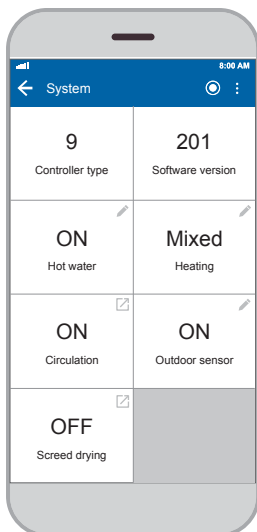 8:00 AM
System
9
Controller type
201
Software version
ON
Hot water
Mixed
Heating
ON
Circulation
ON
Outdoor sensor
OFF
Screed drying